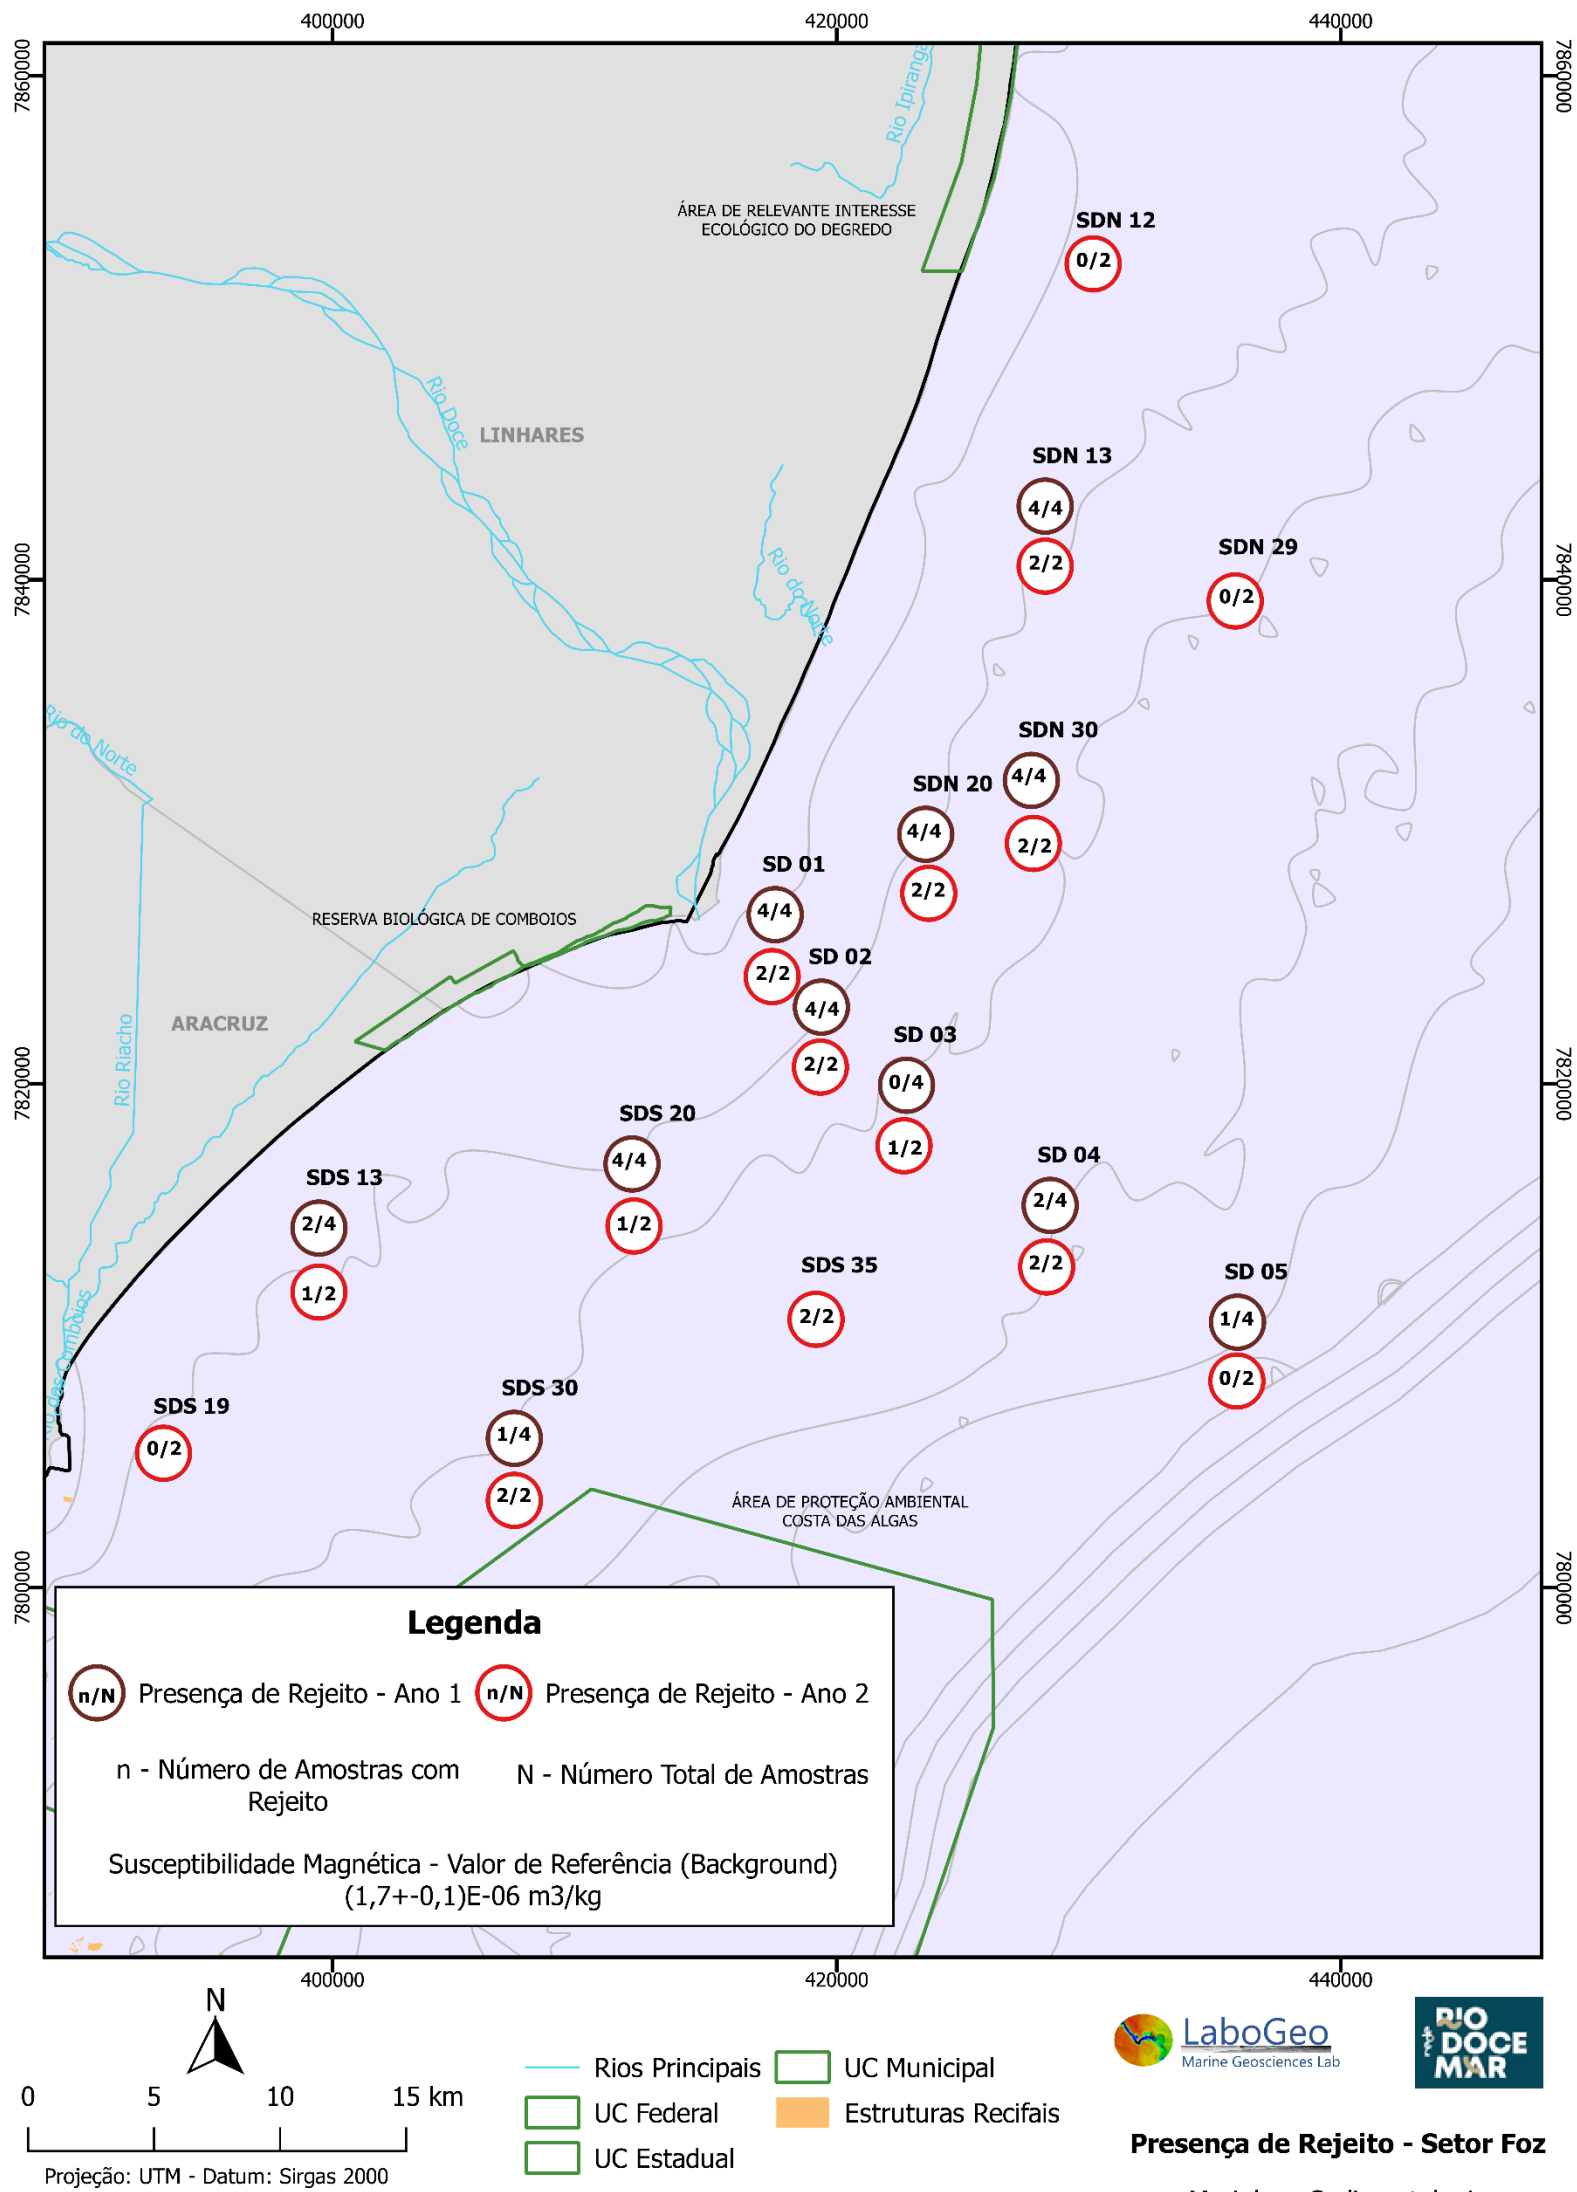 400000
420000
440000
7860000
7860000
Rio Ipiranga
ÁREA DE RELEVANTE INTERESSE
ECOLÓGICO DO DEGREDO
SDN 12
0/2
Rio Doce
LINHARES
SDN 13
4/4
2/2
SDN 29
0/2
7840000
7840000
Rio do Norte
Rio do Norte
SDN 30
4/4
2/2
SDN 20
4/4
2/2
SD 01
4/4
2/2
RESERVA BIOLÓGICA DE COMBOIOS
SD 02
4/4
2/2
ARACRUZ
SD 03
0/4
1/2
Rio Riacho
7820000
7820000
SDS 20
4/4
1/2
SD 04
2/4
2/2
SDS 13
2/4
1/2
SDS 35
2/2
SD 05
1/4
0/2
Rio dos Comboios
SDS 30
1/4
2/2
SDS 19
0/2
ÁREA DE PROTEÇÃO AMBIENTAL
COSTA DAS ALGAS
7800000
7800000
Legenda
n/N Presença de Rejeito - Ano 1 n/N Presença de Rejeito - Ano 2
n - Número de Amostras com
Rejeito
N - Número Total de Amostras
Susceptibilidade Magnética - Valor de Referência (Background)
(1,7+-0,1)E-06 m3/kg
400000
420000
440000
N
0 5 10 15 km
Projeção: UTM - Datum: Sirgas 2000
Rios Principais
UC Federal
UC Estadual
UC Municipal
Estruturas Recifais
LaboGeo
Marine Geosciences Lab
RIO
rede
DOCE
MAR
Presença de Rejeito - Setor Foz